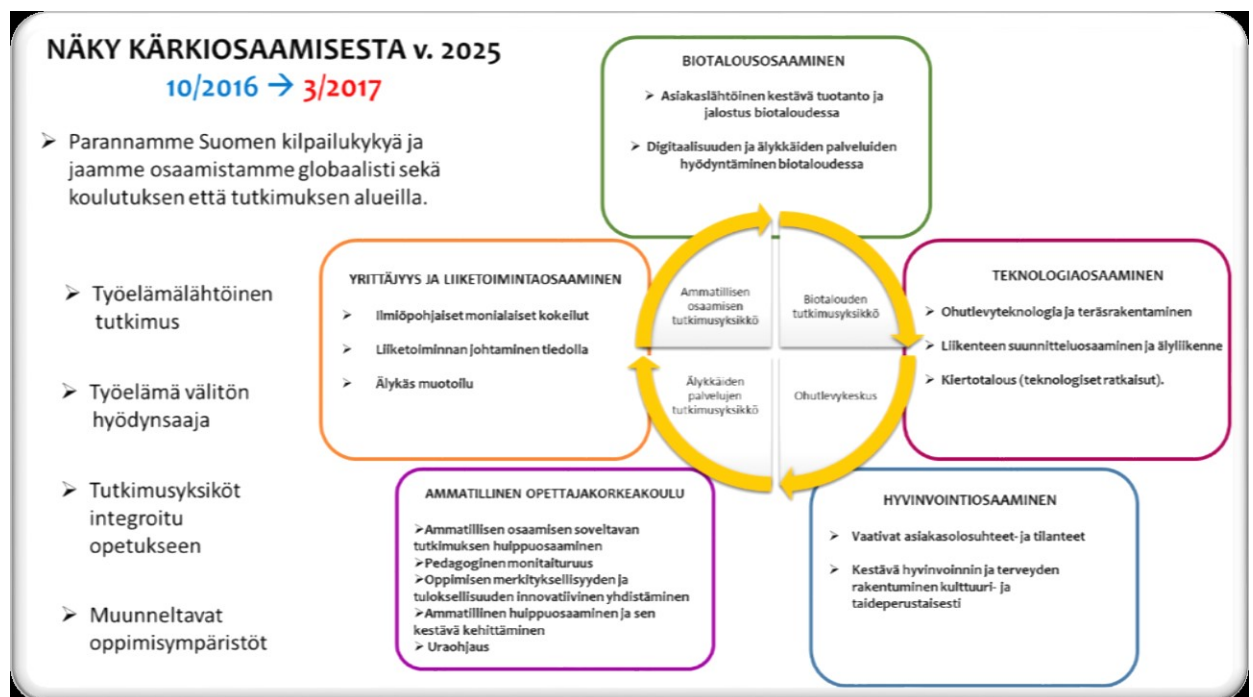 NÄKY KÄRKIOSAAMISESTA v. 2025
10/2016 → 3/2017
➢ Parannamme Suomen kilpailukykyä ja
jaamme osaamistamme globaalisti sekä
koulutuksen että tutkimuksen alueilla.
➢ Työelämälähtöinen
tutkimus
➢ Työelämä välitön
hyödynsaaja
➢ Tutkimusyksiköt
integroitu
opetukseen
➢ Muunneltavat
oppimisympäristöt
BIOTALOUSOSAAMINEN
➢ Asiakaslähtöinen kestävä tuotanto ja
jalostus biotaloudessa
➢ Digitaalisuuden ja älykkäiden palveluiden
hyödyntäminen biotaloudessa
YRITTÄJYYS JA LIIKETOIMINTAOSAAMINEN
➢ Ilmiöpohjaiset monialaiset kokeilut
➢ Liiketoiminnan johtaminen tiedolla
➢ Älykäs muotoilu
Ammatillisen
osaamisen
tutkimusyksikkö
Biotalouden
tutkimusyksikkö
Älykkäiden
palvelujen
tutkimusyksikkö
Ohutlevykeskus
TEKNOLOGIAOSAAMINEN
➢ Ohutlevyteknologia ja teräsrakentaminen
➢ Liikenteen suunnitteluosaaminen ja älyliikenne
➢ Kiertotalous (teknologiset ratkaisut).
AMMATILLINEN OPETTAJAKORKEAKOULU
➢Ammatillisen osaamisen soveltavan
tutkimuksen huippuosaaminen
➢Pedagoginen monitaituruus
➢Oppimisen merkityksellisyyden ja
tuloksellisuuden innovatiivinen yhdistäminen
➢Ammatillinen huippuosaaminen ja sen
kestävä kehittäminen
➢ Uraohjaus
HYVINVOINTIOSAAMINEN
➢ Vaativat asiakasolosuhteet- ja tilanteet
➢ Kestävä hyvinvoinnin ja terveyden
rakentuminen kulttuuri- ja
taideperustaisesti